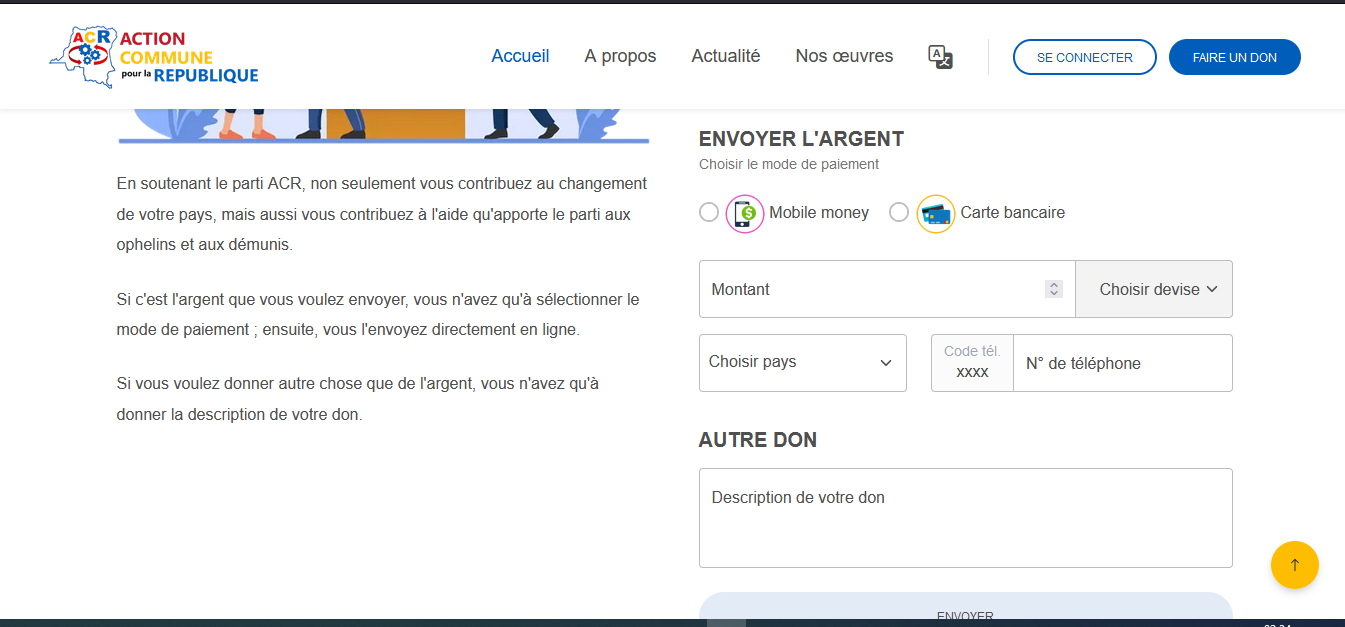 ACR ACTION
COMMUNE
pour la REPUBLIQUE
Accueil
A propos
Actualité
Nos œuvres
SE CONNECTER
FAIRE UN DON
En soutenant le parti ACR, non seulement vous contribuez au changement
de votre pays, mais aussi vous contribuez à l'aide qu'apporte le parti aux
ophelins et aux démunis.
Si c'est l'argent que vous voulez envoyer, vous n'avez qu'à sélectionner le
mode de paiement ; ensuite, vous l'envoyez directement en ligne.
Si vous voulez donner autre chose que de l'argent, vous n'avez qu'à
donner la description de votre don.
ENVOYER L'ARGENT
Choisir le mode de paiement
Mobile money
Carte bancaire
Montant
Choisir devise
Choisir pays
Code tél.
xxxx
N° de téléphone
AUTRE DON
Description de votre don
ENVOYER